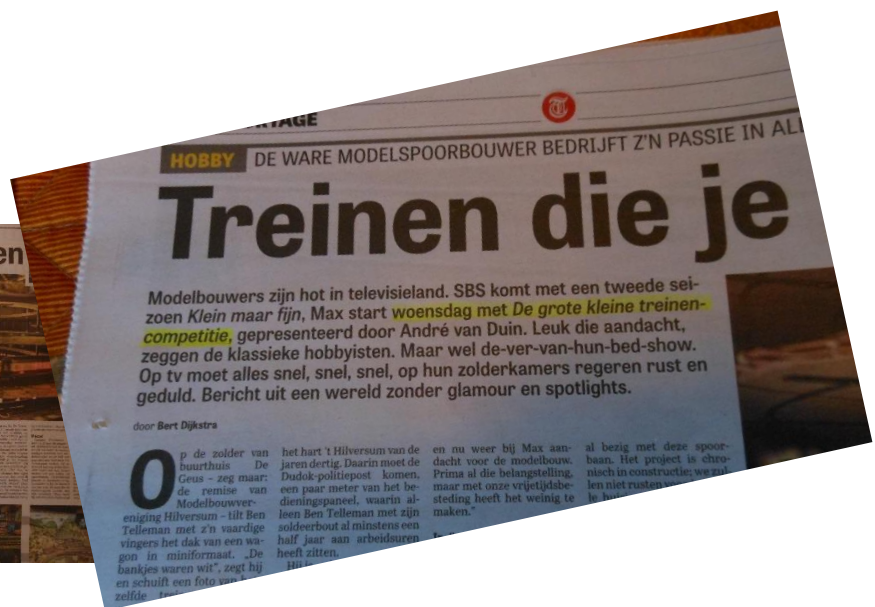 HOBBY DE WARE MODELSPOORBOUWER BEDRIJFT Z'N PASSIE IN
Treinen die je
Modelbouwers zijn hot in televisieland. SBS komt met een tweede sei-
zoen Klein maar fijn, Max start woensdag met De grote kleine treinen-
competitie, gepresenteerd door André van Duin. Leuk die aandacht,
zeggen de klassieke hobbyisten. Maar wel de-ver-van-hun-bed-show.
Op tv moet alles snel, snel, snel, op hun zolderkamers regeren rust en
geduld. Bericht uit een wereld zonder glamour en spotlights.
door Bert Dijkstra
Op de zolder van
buurthuis De
Geus – zeg maar:
de remise van
Modelbouwver-
eniging Hilversum – tilt Ben
Telleman met z'n vaardige
vingers het dak van een wa-
gon in miniformaat. „De
bankjes waren wit", zegt hij
en schuift een foto van
zelfde
het hart 't Hilversum van de
jaren dertig. Daarin moet de
Dudok-politiepost komen,
een paar meter van het be-
dieningspaneel, waarin al-
leen Ben Telleman met zijn
soldeerbout al minstens een
half jaar aan arbeidsuren
heeft zitten.
en nu weer bij Max aan-
dacht voor de modelbouw.
Prima al die belangstelling,
maar met onze vrijetijdsbe-
steding heeft het weinig te
maken."
al bezig met deze spoor-
baan. Het project is chro-
nisch in constructie; we zul-
len niet rusten